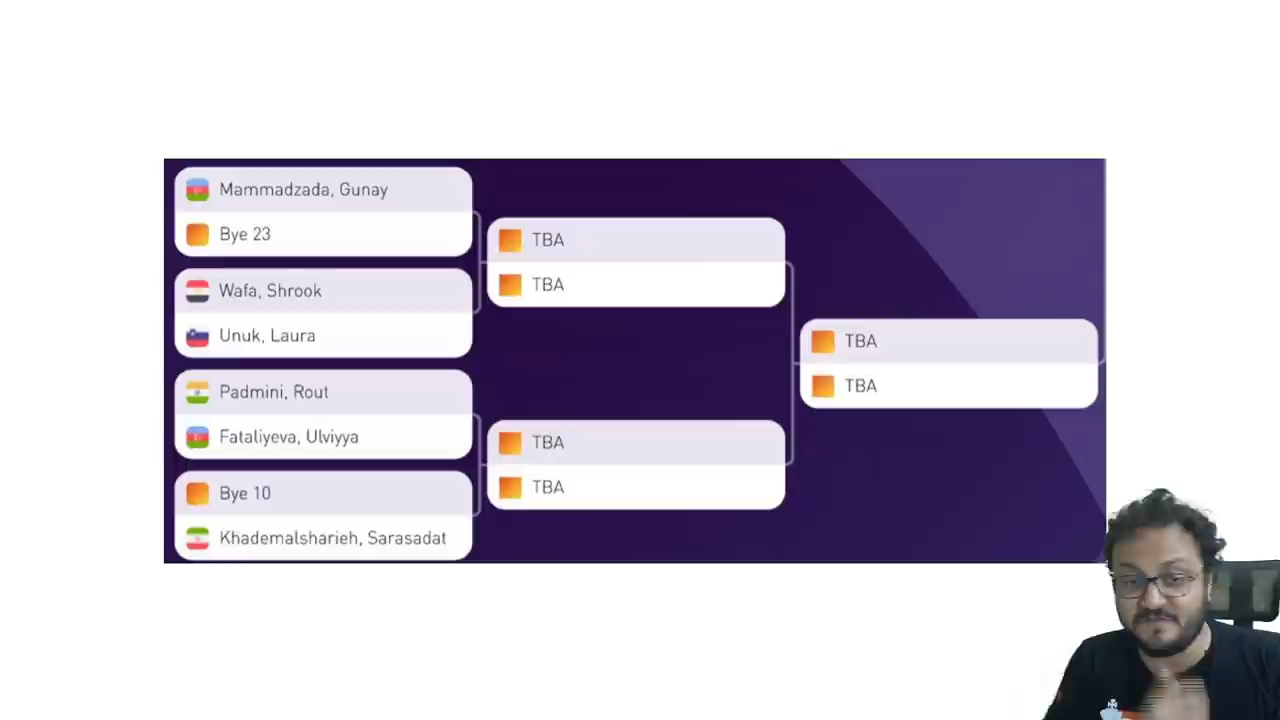 Mammadzada, Gunay
Bye 23
Wafa, Shrook
Unuk, Laura
Padmini, Rout
Fataliyeva, Ulviyya
Bye 10
Khademalsharieh, Sarasadat
TBA
TBA
TBA
TBA
TBA
TBA